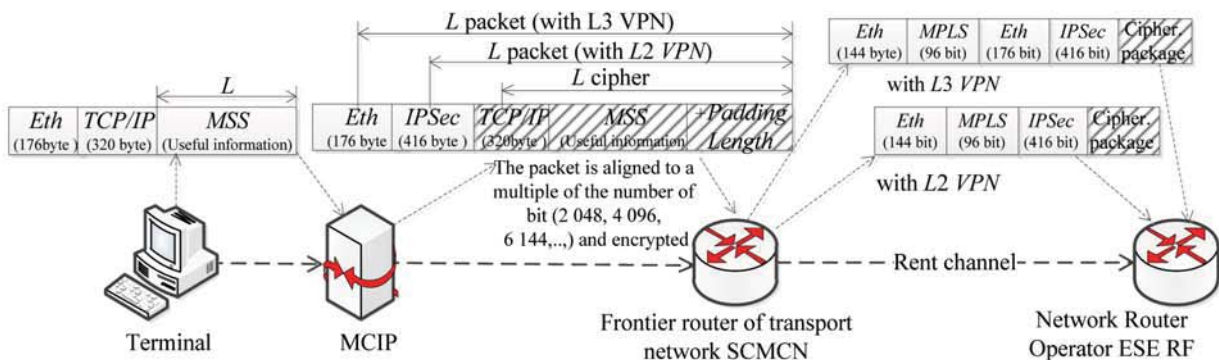 L packet (with L3 VPN)
L packet (with L2 VPN)
L cipher
L
Eth
(176byte)
TCP/IP
(320 byte)
MSS
(Useful information)
Eth
(176 byte)
IPSec
(416 byte)
TCP/IP
(320byte)
MSS
(Useful information
+Padding
Length
The packet is aligned to a
multiple of the number of
bit (2 048, 4 096,
6 144,..,) and encrypted
Eth
(144 byte)
MPLS
(96 bit)
Eth
(176 bit)
IPSec
(416 bit)
Cipher.
package
with L3 VPN
Eth
(144 bit)
MPLS
(96 bit)
IPSec
(416 bit)
Cipher.
package
with L2 VPN
Rent channel
Terminal
MCIP
Frontier router of transport
network SCMCN
Network Router
Operator ESE RF